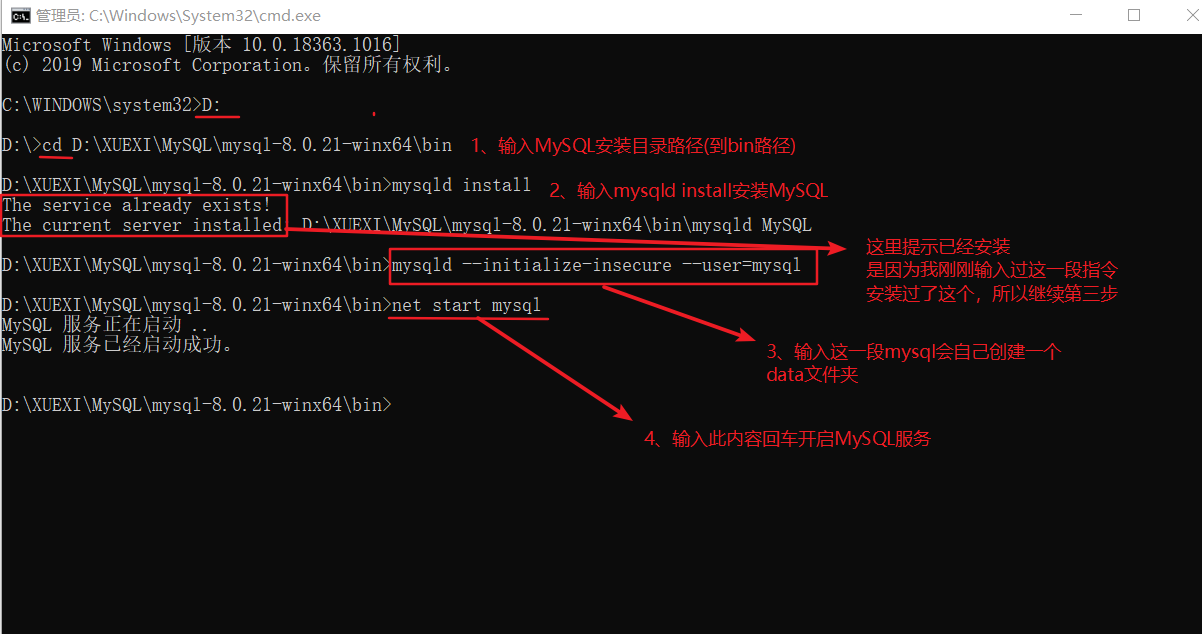 管理员: C:\Windows\System32\cmd.exe
Microsoft Windows [版本 10.0.18363.1016]
(c) 2019 Microsoft Corporation。保留所有权利。
C:\WINDOWS\system32>D:
D:\>cd D:\XUEXI\MySQL\mysql-8.0.21-winx64\bin
1、输入MySQL安装目录路径(到bin路径)
D:\XUEXI\MySQL\mysql-8.0.21-winx64\bin>mysqld install
2、输入mysqld install安装MySQL
The service already exists!
The current server installed: D:\XUEXI\MySQL\mysql-8.0.21-winx64\bin\mysqld MySQL
这里提示已经安装
是因为我刚刚输入过这一段指令
安装过了这个，所以继续第三步
D:\XUEXI\MySQL\mysql-8.0.21-winx64\bin>mysqld --initialize-insecure --user=mysql
D:\XUEXI\MySQL\mysql-8.0.21-winx64\bin>net start mysql
MySQL 服务正在启动 ..
MySQL 服务已经启动成功。
3、输入这一段mysql会自己创建一个
data文件夹
D:\XUEXI\MySQL\mysql-8.0.21-winx64\bin>
4、输入此内容回车开启MySQL服务